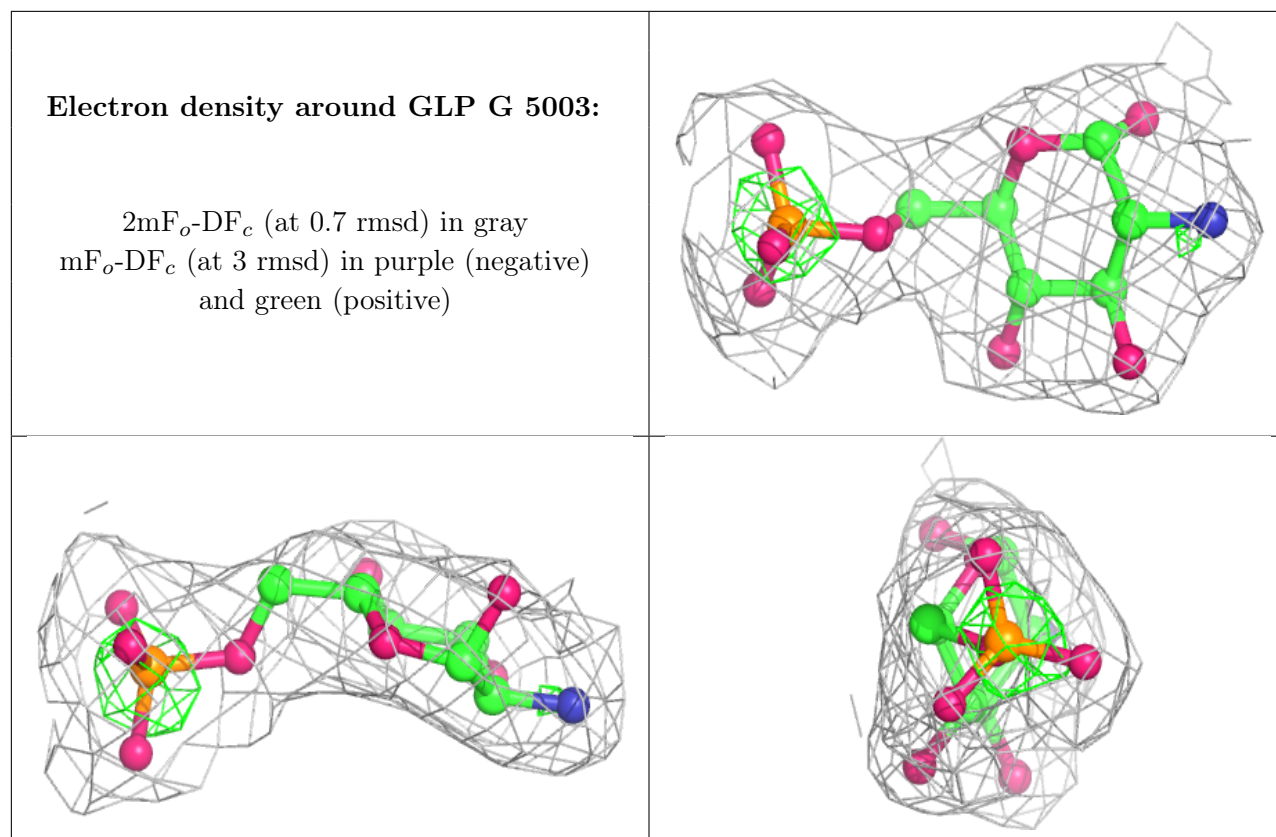 Electron density around GLP G 5003:
2mFo-DFc (at 0.7 rmsd) in gray
mFo-DFc (at 3 rmsd) in purple (negative)
and green (positive)